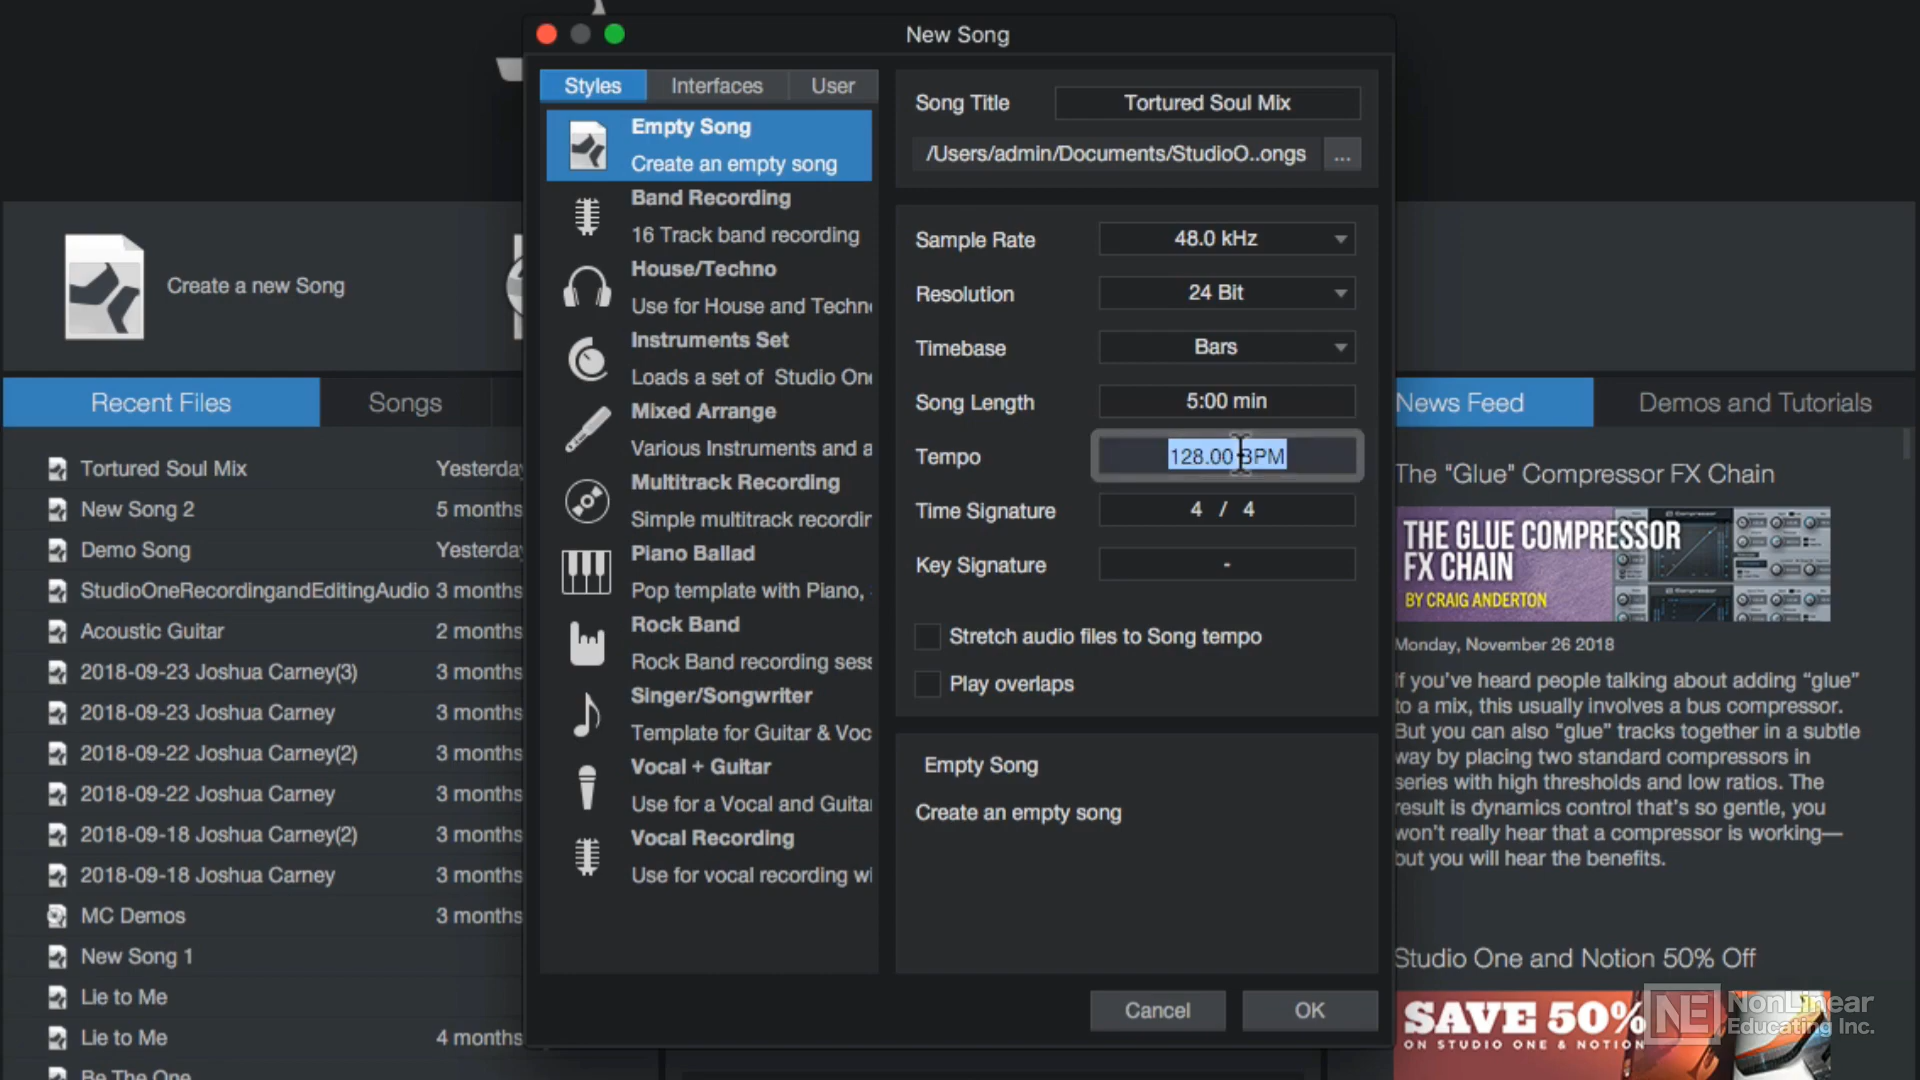 New Song
Styles
Interfaces
User
Empty Song
Create an empty song
Band Recording
16 Track band recording
House/Techno
Use for House and Techn
Instruments Set
Loads a set of Studio On
Mixed Arrange
Various Instruments and a
Multitrack Recording
Simple multitrack recordin
Piano Ballad
Pop template with Piano,
Rock Band
Rock Band recording sess
Singer/Songwriter
Template for Guitar & Voc
Vocal + Guitar
Use for a Vocal and Guita
Vocal Recording
Use for vocal recording wi
Song Title
Tortured Soul Mix
/Users/admin/Documents/StudioO..ongs
...
Sample Rate
48.0 kHz
Resolution
24 Bit
Timebase
Bars
Song Length
5:00 min
Tempo
128.00 BPM
Time Signature
4 / 4
Key Signature
-
Stretch audio files to Song tempo
Play overlaps
Empty Song
Create an empty song
Cancel
OK
Create a new Song
Recent Files
Songs
Tortured Soul Mix Yesterday
New Song 2 5 months
Demo Song Yesterday
StudioOneRecordingandEditingAudio 3 months
Acoustic Guitar 2 months
2018-09-23 Joshua Carney(3) 3 months
2018-09-23 Joshua Carney 3 months
2018-09-22 Joshua Carney(2) 3 months
2018-09-22 Joshua Carney 3 months
2018-09-18 Joshua Carney(2) 3 months
2018-09-18 Joshua Carney 3 months
MC Demos 3 months
New Song 1
Lie to Me
Lie to Me 4 months
Be The One
News Feed
Demos and Tutorials
The “Glue” Compressor FX Chain
THE GLUE COMPRESSOR
FX CHAIN
BY CRAIG ANDERTON
Monday, November 26 2018
If you’ve heard people talking about adding “glue”
to a mix, this usually involves a bus compressor.
But you can also “glue” tracks together in a subtle
way by placing two standard compressors in
series with high thresholds and low ratios. The
result is dynamics control that’s so gentle, you
won’t really hear that a compressor is working—
but you will hear the benefits.
Studio One and Notion 50% Off
SAVE 50%
ON STUDIO ONE & NOTION
NE NonLinear
Educating Inc.